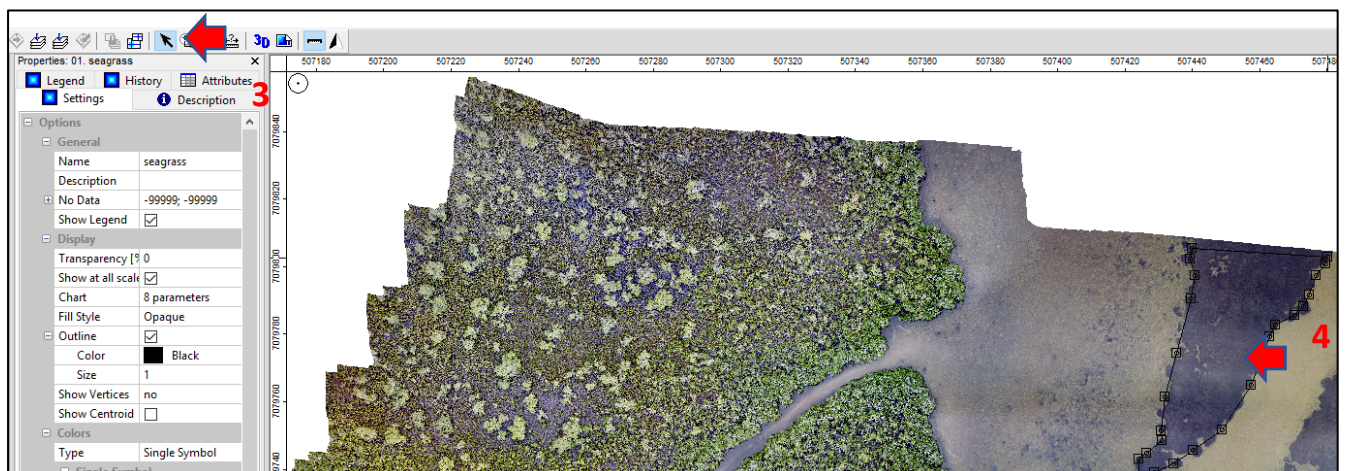 3D
Properties: 01. seagrass ×
Legend History Attributes
Settings Description
3
Options
General
Name seagrass
Description
No Data -99999; -99999
Show Legend
Display
Transparency [% 0
Show at all scale
Chart 8 parameters
Fill Style Opaque
Outline
Color Black
Size 1
Show Vertices no
Show Centroid
Colors
Type Single Symbol
Single Symbol
507180 507200 507220 507240 507260 507280 507300 507320 507340 507360 507380 507400 507420 507440 507460
7079840
7079820
7079800
7079780
7079760
4